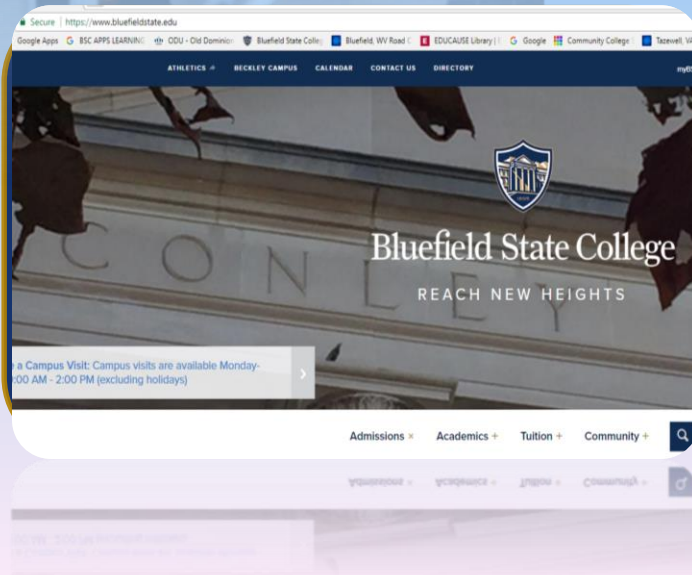 Secure | https://www.bluefieldstate.edu
Google Apps BSC APPS LEARNING ODU - Old Dominion Bluefield State Colleg Bluefield, WV Road C EDUCAUSE Library | Google Community College Tazewell, VA
ATHLETICS BECKLEY CAMPUS CALENDAR CONTACT US DIRECTORY
CONLEY
Bluefield State College
REACH NEW HEIGHTS
a Campus Visit: Campus visits are available Monday-
:00 AM - 2:00 PM (excluding holidays)
Admissions × Academics + Tuition + Community +